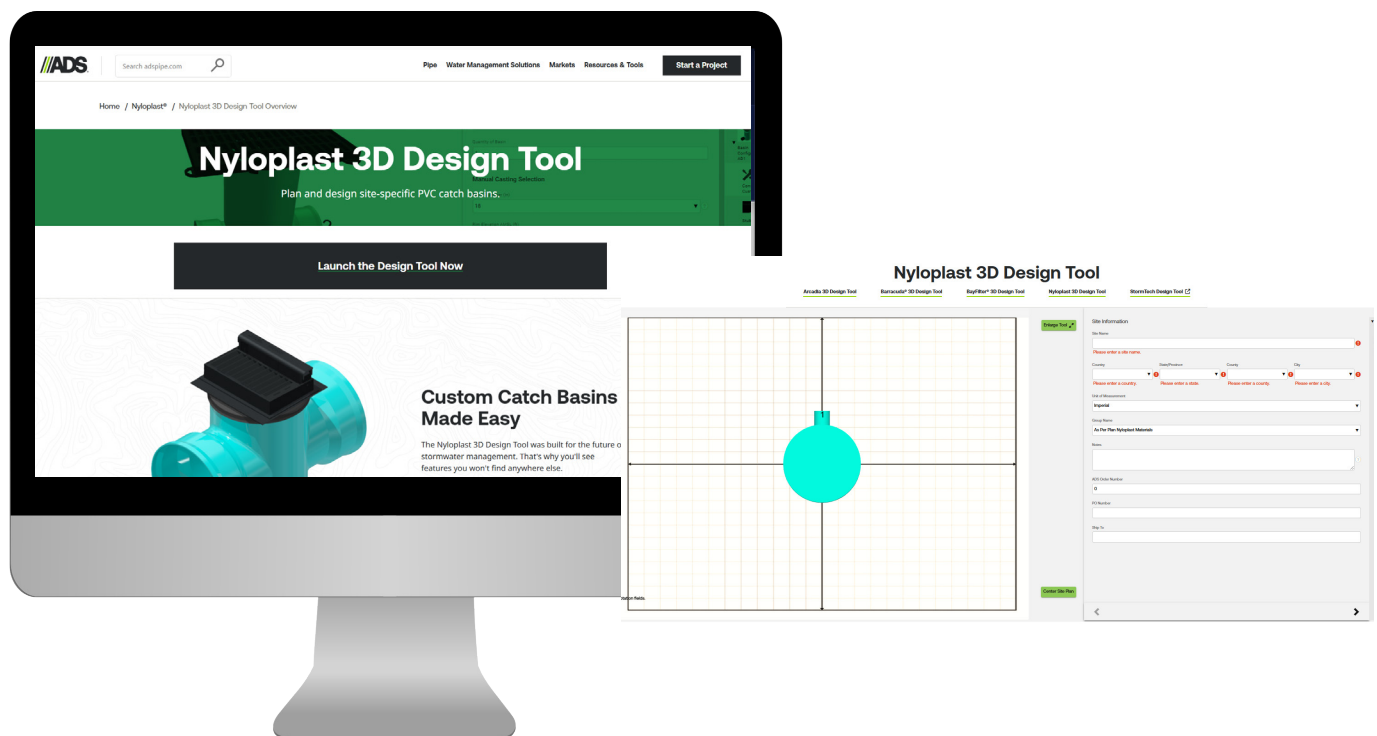 ADS
Search adspipe.com
Pipe Water Management Solutions Markets Resources & Tools Start a Project
Home / Nyloplast® / Nyloplast 3D Design Tool Overview
Nyloplast 3D Design Tool
Manual Casting Selection
Plan and design site-specific PVC catch basins.
15
Launch the Design Tool Now
Custom Catch Basins
Made Easy
The Nyloplast 3D Design Tool was built for the future o
stormwater management. That's why you'll see
features you won't find anywhere else.
Nyloplast 3D Design Tool
Arcadia 3D Design Tool Barracuda® 3D Design Tool BayFilter® 3D Design Tool Nyloplast 3D Design Tool StormTech Design Tool
Enlarge Tool
Center Site Plan
Site Information
Site Name
Please enter a site name.
Country State/Province County City
Please enter a country. Please enter a state. Please enter a county. Please enter a city.
Unit of Measurement
Imperial
Group Name
As Per Plan Nyloplast Materials
Notes
ADS Order Number
0
PO Number
Ship To